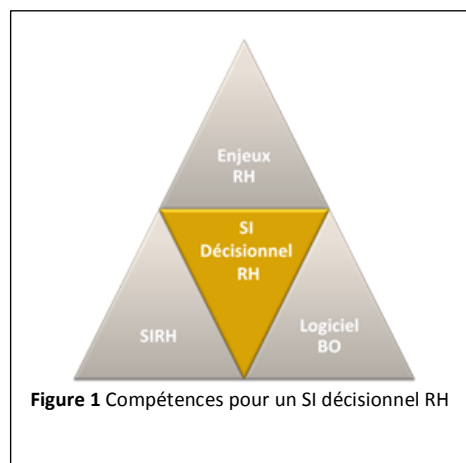 Enjeux
RH
SI
Décisionnel
RH
SIRH
Logiciel
BO
Figure 1 Compétences pour un SI décisionnel RH